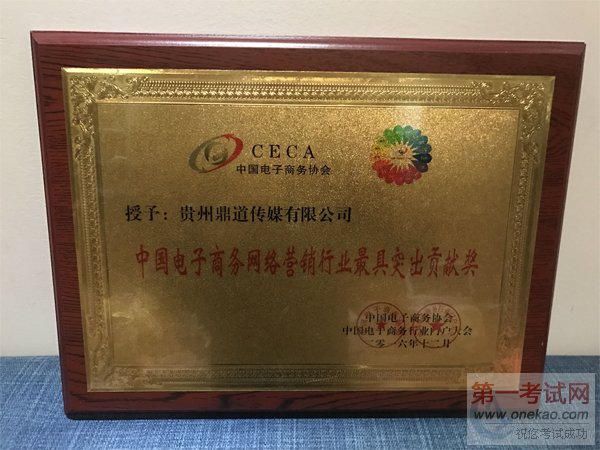 CECA
中国电子商务协会
授予：贵州鼎道传媒有限公司
中国电子商务网络营销行业最具突出贡献奖
中国电子商务协会
中国电子商务行业门户大会
二零一六年十二月
第一考试网
www.onekao.com
祝您考试成功